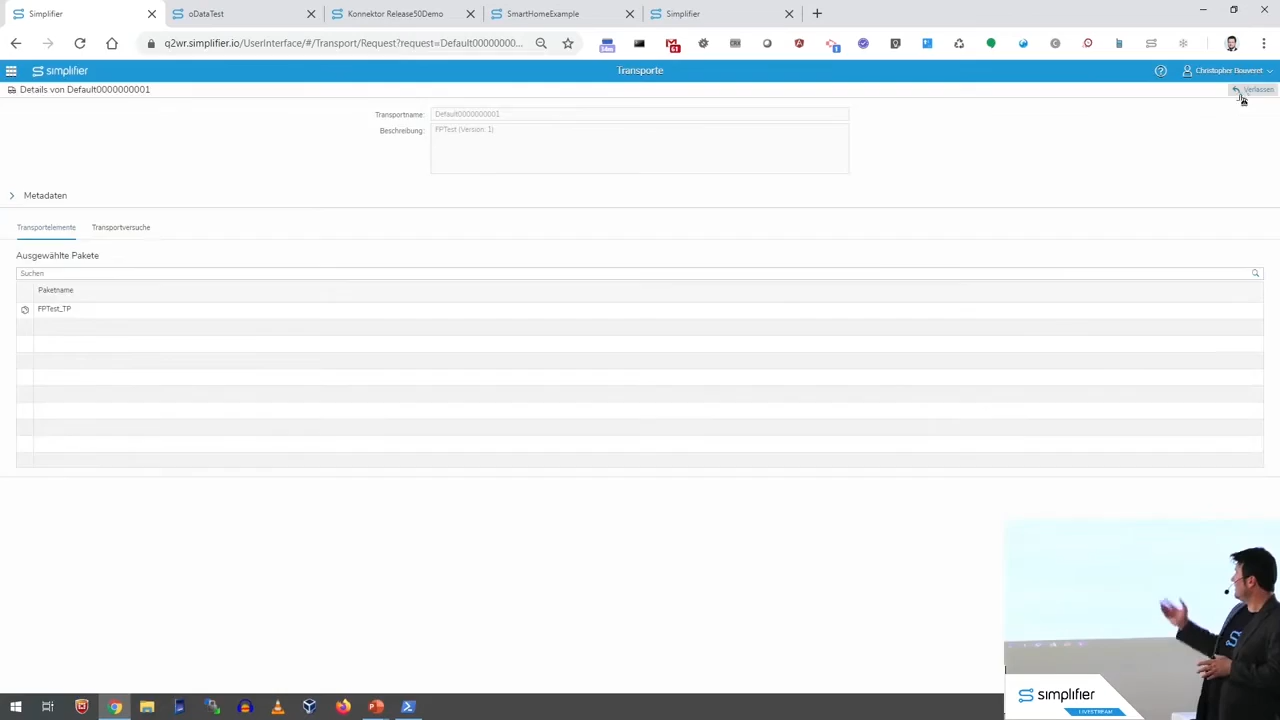 Simplifier
oDataTest
Konnektor Release50Demo
SmartHomeExample
Simplifier
q2wr.simplifier.io/UserInterface/#/Transport/Request?request=Default00000000...
simplifier
Transporte
Christopher Bouveret
Details von Default0000000001
Verlassen
Transportname:
Default0000000001
Beschreibung:
FPTest (Version: 1)
Metadaten
Transportelemente
Transportversuche
Ausgewählte Pakete
Suchen
Paketname
FPTest_TP
simplifier
LIVESTREAM